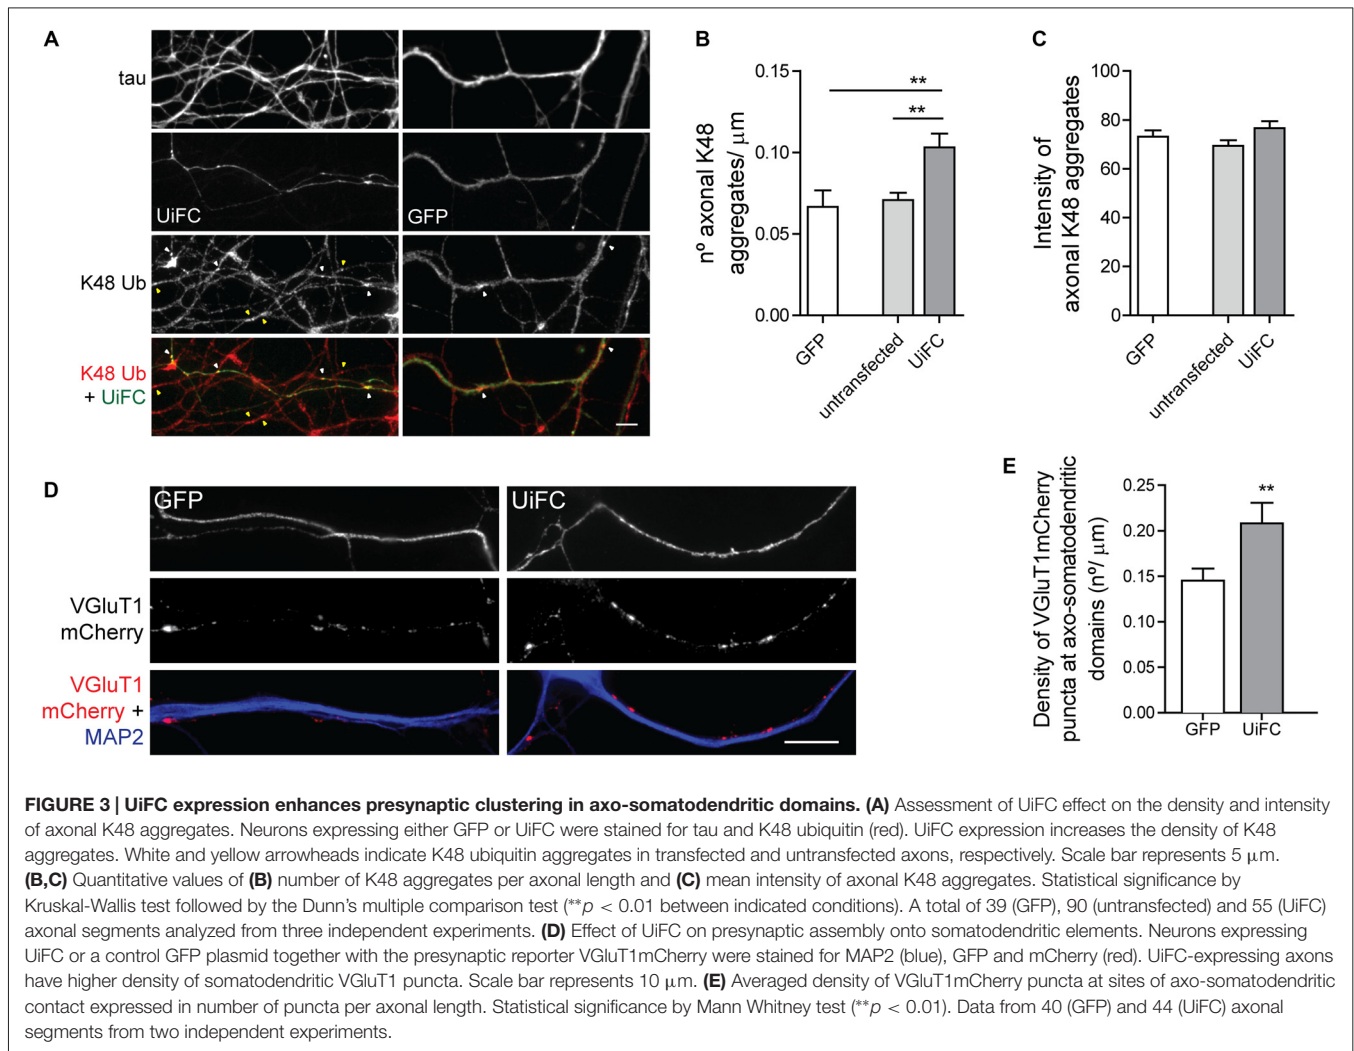 A
tau
UiFC
GFP
K48 Ub
K48 Ub
+ UiFC
B
nº axonal K48
aggregates/ μm
0.15
0.10
0.05
0.00
**
**
GFP
untransfected
UiFC
C
Intensity of
axonal K48 aggregates
100
80
60
40
20
0
GFP
untransfected
UiFC
D
GFP
UiFC
VGluT1
mCherry
VGluT1
mCherry +
MAP2
E
Density of VGluT1mCherry
puncta at axo-somatodendritic
domains (nº/ μm)
0.25
0.20
0.15
0.10
0.05
0.00
**
GFP
UiFC
FIGURE 3 | UiFC expression enhances presynaptic clustering in axo-somatodendritic domains. (A) Assessment of UiFC effect on the density and intensity
of axonal K48 aggregates. Neurons expressing either GFP or UiFC were stained for tau and K48 ubiquitin (red). UiFC expression increases the density of K48
aggregates. White and yellow arrowheads indicate K48 ubiquitin aggregates in transfected and untransfected axons, respectively. Scale bar represents 5 μm.
(B,C) Quantitative values of (B) number of K48 aggregates per axonal length and (C) mean intensity of axonal K48 aggregates. Statistical significance by
Kruskal-Wallis test followed by the Dunn's multiple comparison test (**p < 0.01 between indicated conditions). A total of 39 (GFP), 90 (untransfected) and 55 (UiFC)
axonal segments analyzed from three independent experiments. (D) Effect of UiFC on presynaptic assembly onto somatodendritic elements. Neurons expressing
UiFC or a control GFP plasmid together with the presynaptic reporter VGluT1mCherry were stained for MAP2 (blue), GFP and mCherry (red). UiFC-expressing axons
have higher density of somatodendritic VGluT1 puncta. Scale bar represents 10 μm. (E) Averaged density of VGluT1mCherry puncta at sites of axo-somatodendritic
contact expressed in number of puncta per axonal length. Statistical significance by Mann Whitney test (**p < 0.01). Data from 40 (GFP) and 44 (UiFC) axonal
segments from two independent experiments.